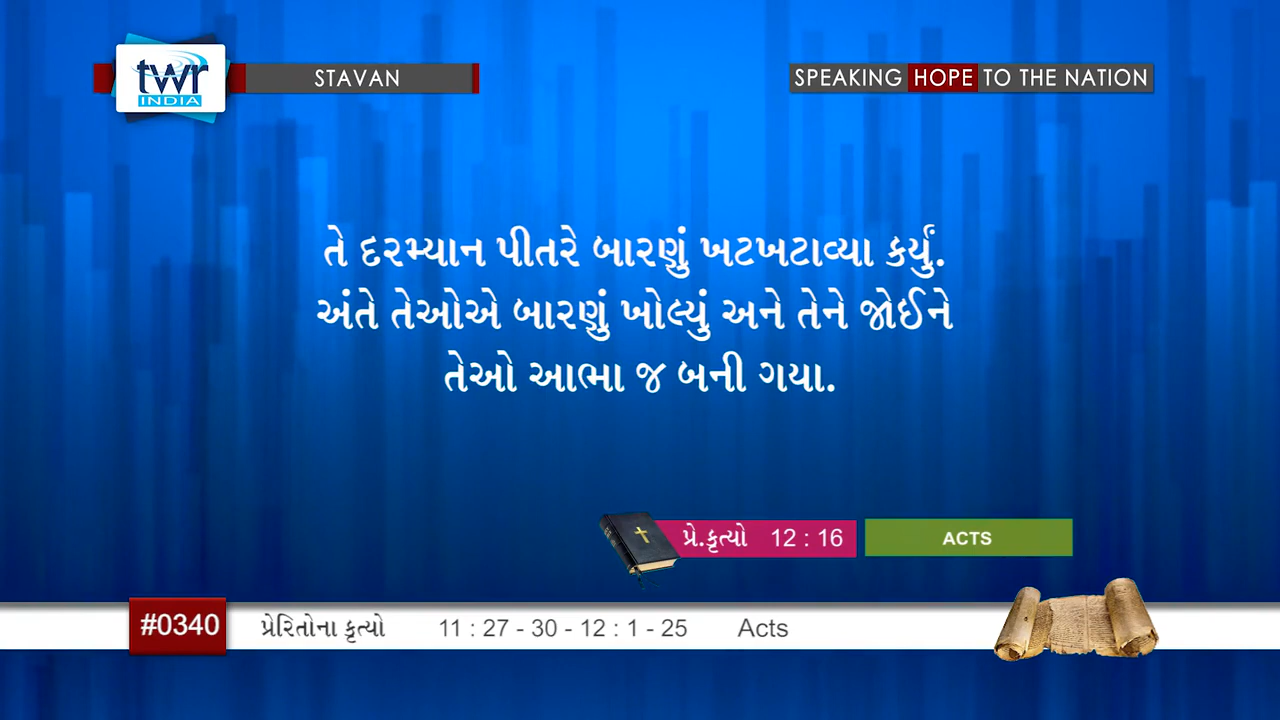 twr
INDIA
STAVAN
SPEAKING HOPE TO THE NATION
તે દરમ્યાન પીતરે બારણું ખટખટાવ્યા કર્યું.
અંતે તેઓએ બારણું ખોલ્યું અને તેને જોઈને
તેઓ આભા જ બની ગયા.
પ્રે.કૃત્યો 12 : 16
ACTS
#0340
પ્રેરિતોના કૃત્યો 11 : 27 - 30 - 12 : 1 - 25 Acts